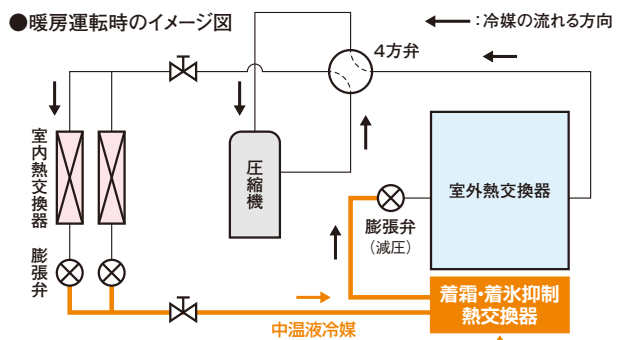 ●暖房運転時のイメージ図
：冷媒の流れる方向
4方弁
室内熱交換器
圧縮機
室外熱交換器
膨張弁
（減圧）
膨張弁
着霜・着氷抑制
熱交換器
中温液冷媒